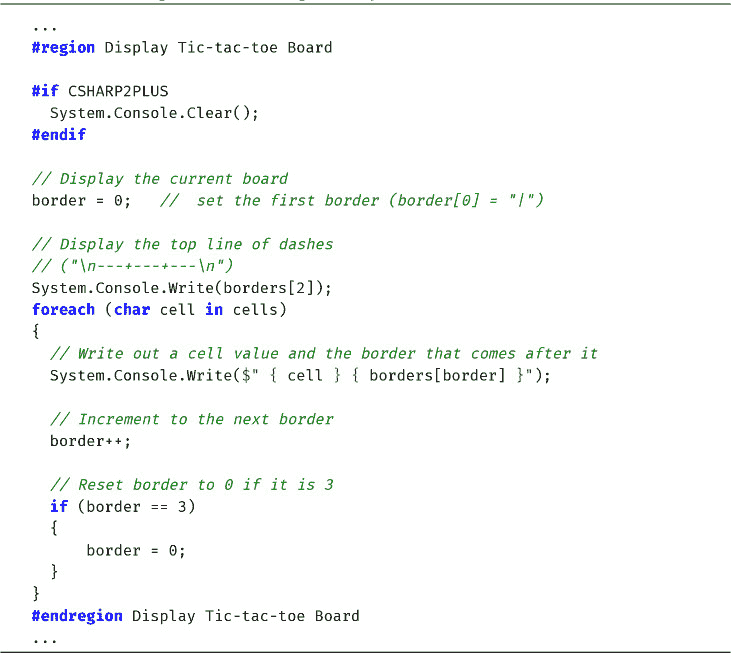 ...
#region Display Tic-tac-toe Board
#if CSHARP2PLUS
  System.Console.Clear();
#endif
// Display the current board
border = 0;   //  set the first border (border[0] = "|")
// Display the top line of dashes
// ("\n---+---+---\n")
System.Console.Write(borders[2]);
foreach (char cell in cells)
{
  // Write out a cell value and the border that comes after it
  System.Console.Write($" { cell } { borders[border] }");
  // Increment to the next border
  border++;
  // Reset border to 0 if it is 3
  if (border == 3)
  {
      border = 0;
  }
}
#endregion Display Tic-tac-toe Board
...